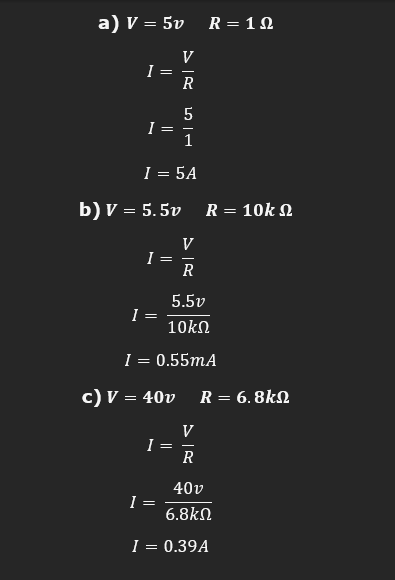 a) V = 5v R = 1 Ω
I = V/R
I = 5/1
I = 5A
b) V = 5.5v R = 10k Ω
I = V/R
I = 5.5v/10kΩ
I = 0.55mA
c) V = 40v R = 6.8kΩ
I = V/R
I = 40v/6.8kΩ
I = 0.39A